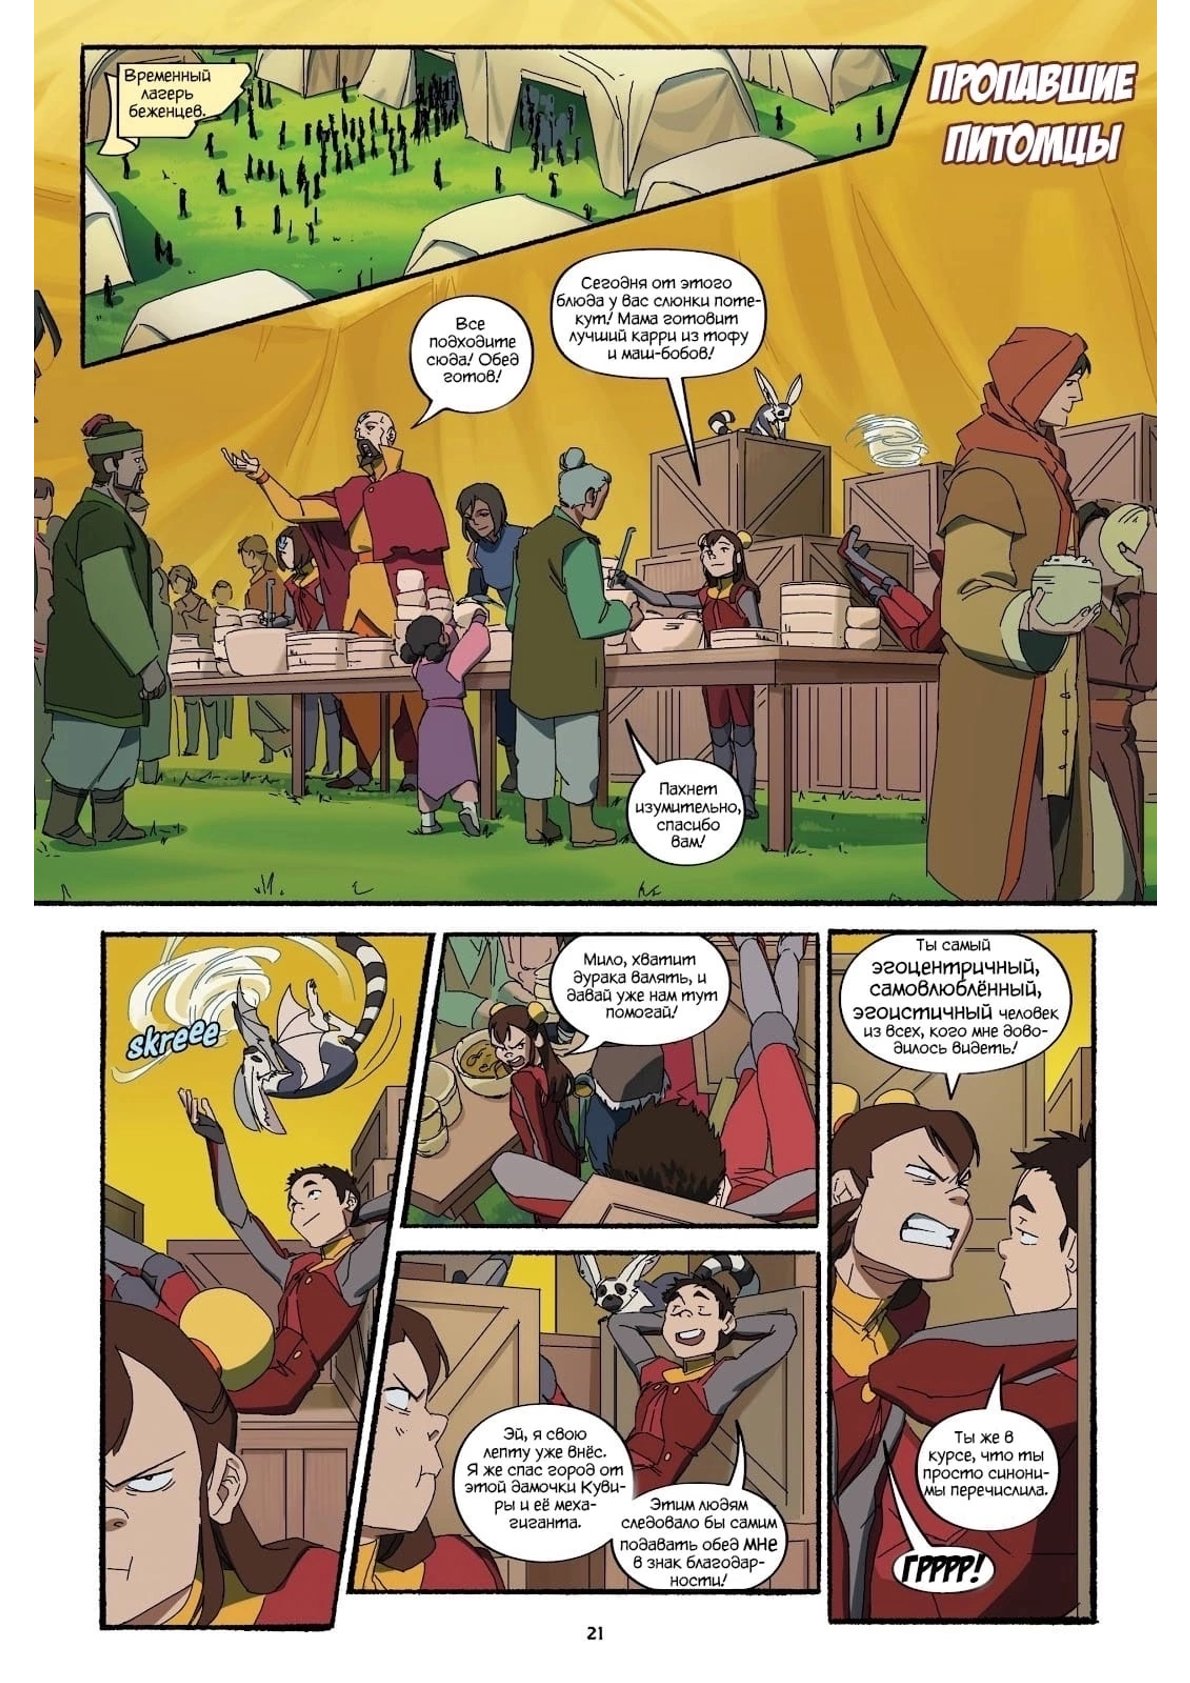 Временный
лагерь
беженцев.
ПРОПАВШИЕ
ПИТОМЦЫ
Все
подходите
сюда! Обед
готов!
Сегодня от этого
блюда у вас слюнки поте-
кут! Мама готовит
лучший карри из тофу
и маш-бобов!
Пахнет
изумительно,
спасибо
вам!
skreee
Мило, хватит
дурака валять, и
давай уже нам тут
помогай!
Эй, я свою
лепту уже внёс.
Я же спас город от
этой дамочки Куви-
ры и её меха-
гиганта.
Этим людям
следовало бы самим
подавать обед мне
в знак благодар-
ности!
Ты самый
эгоцентричный,
самовлюблённый,
эгоистичный человек
из всех, кого мне дово-
дилось видеть!
Ты же в
курсе, что ты
просто синони-
мы перечислила.
ГРРРР!
21